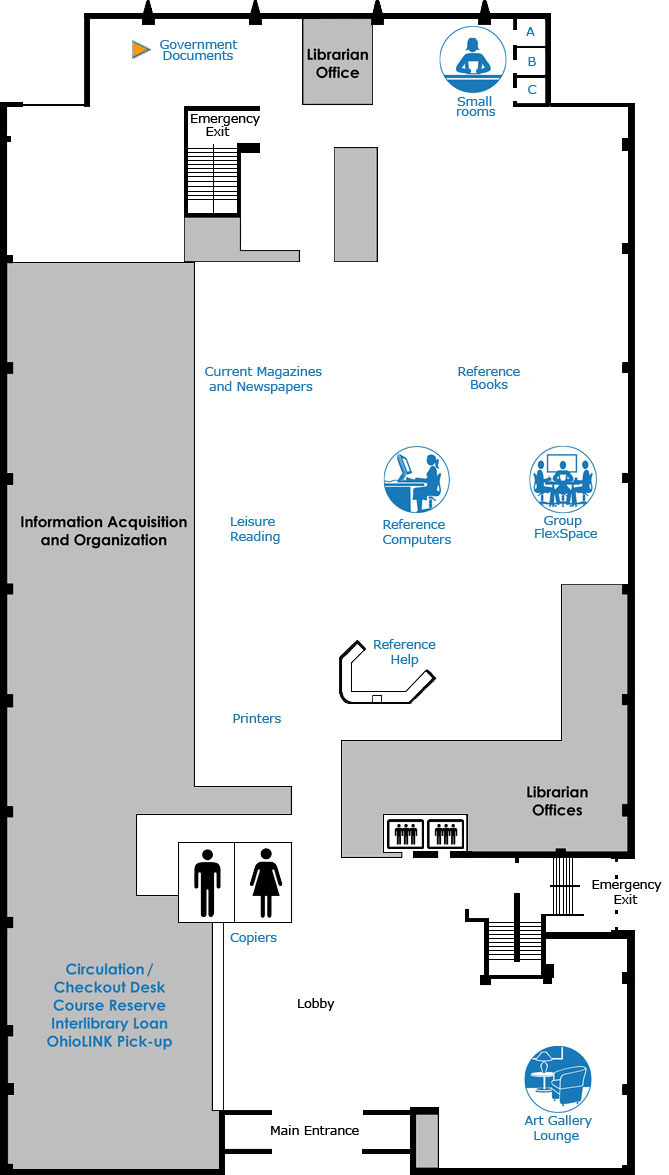 Government
Documents
Librarian
Office
A
B
C
Small
rooms
Emergency
Exit
Current Magazines
and Newspapers
Reference
Books
Information Acquisition
and Organization
Leisure
Reading
Reference
Computers
Group
FlexSpace
Reference
Help
Printers
Librarian
Offices
Emergency
Exit
Copiers
Circulation /
Checkout Desk
Course Reserve
Interlibrary Loan
OhioLINK Pick-up
Lobby
Art Gallery
Lounge
Main Entrance